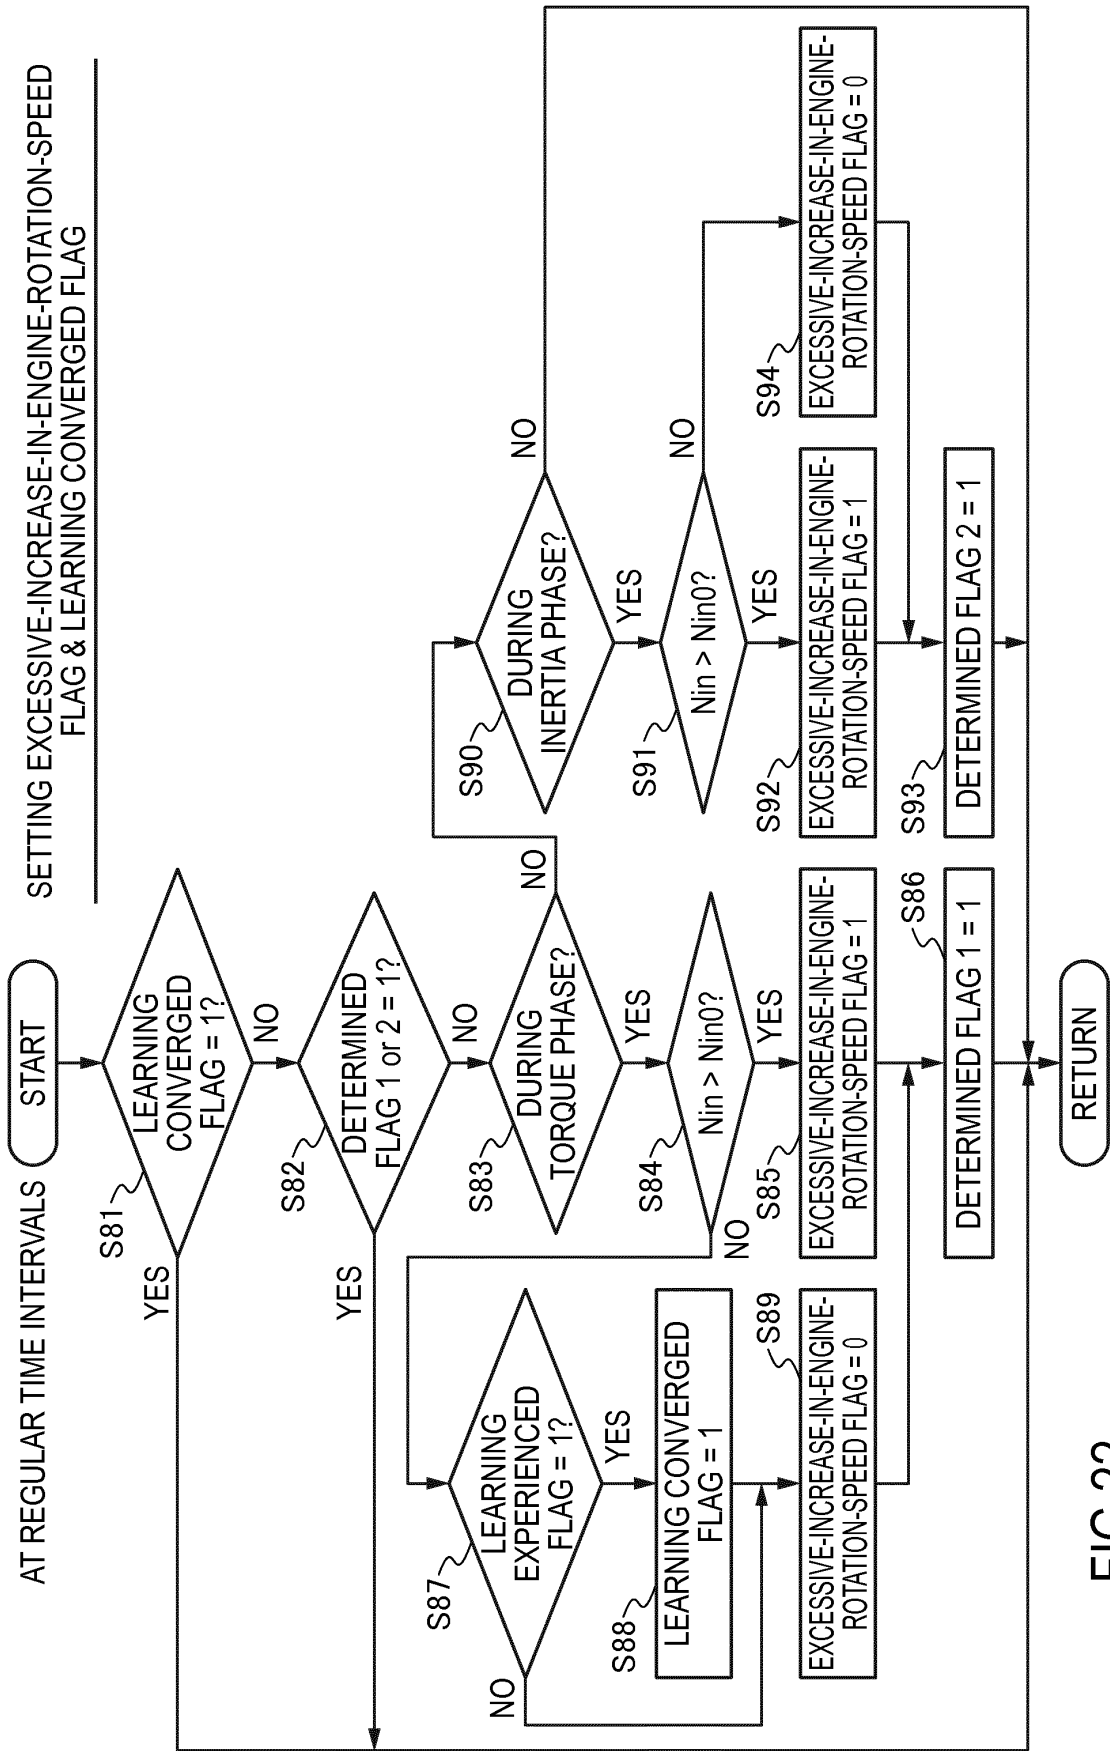 SETTING EXCESSIVE-INCREASE-IN-ENGINE-ROTATION-SPEED
FLAG & LEARNING CONVERGED FLAG
AT REGULAR TIME INTERVALS
START
S81
LEARNING
CONVERGED
FLAG = 1?
YES
NO
S82
DETERMINED
FLAG 1 or 2 = 1?
YES
NO
S83
DURING
TORQUE PHASE?
NO
YES
S84
Nin > Nin0?
NO
YES
S85
EXCESSIVE-INCREASE-IN-ENGINE-
ROTATION-SPEED FLAG = 1
S86
DETERMINED FLAG 1 = 1
S87
LEARNING
EXPERIENCED
FLAG = 1?
NO
YES
S88
LEARNING CONVERGED
FLAG = 1
S89
EXCESSIVE-INCREASE-IN-ENGINE-
ROTATION-SPEED FLAG = 0
S90
DURING
INERTIA PHASE?
NO
YES
S91
Nin > Nin0?
NO
YES
S92
EXCESSIVE-INCREASE-IN-ENGINE-
ROTATION-SPEED FLAG = 1
S94
EXCESSIVE-INCREASE-IN-ENGINE-
ROTATION-SPEED FLAG = 0
S93
DETERMINED FLAG 2 = 1
RETURN